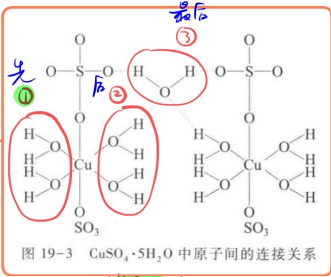 最后
O ③ O
先 O—S—O H H O—S—O
① 后 ② O
O O
H H H H
O O O O
H H H H
Cu Cu
H H H H
O O O O
H H H H
O O
SO₃ SO₃
图 19-3 CuSO₄·5H₂O 中原子间的连接关系